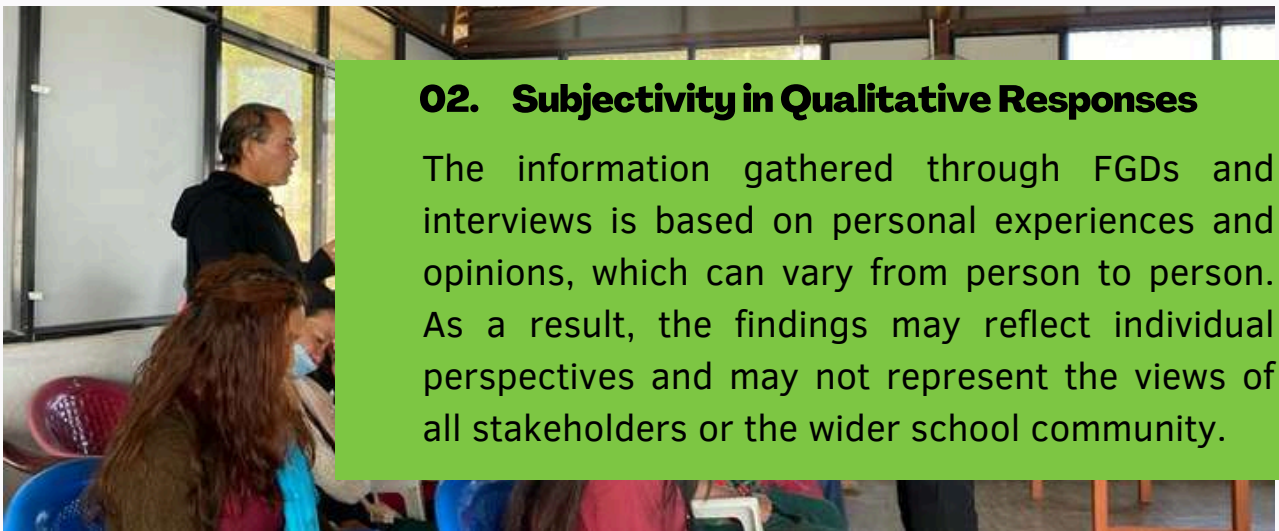 02. Subjectivity in Qualitative Responses
The information gathered through FGDs and
interviews is based on personal experiences and
opinions, which can vary from person to person.
As a result, the findings may reflect individual
perspectives and may not represent the views of
all stakeholders or the wider school community.